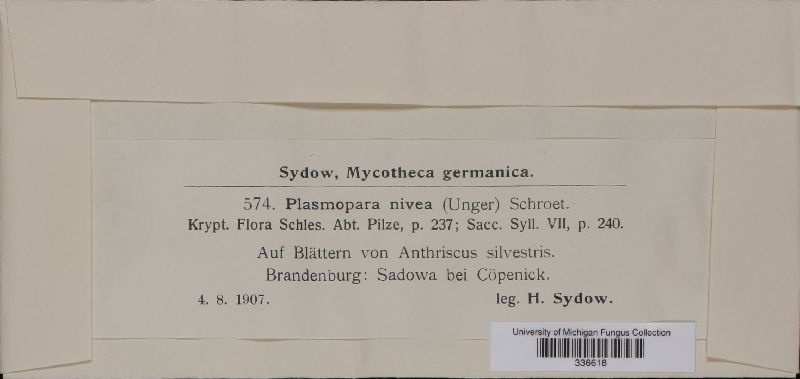 Sydow, Mycotheca germanica.
574. Plasmopara nivea (Unger) Schroet.
Krypt. Flora Schles. Abt. Pilze, p. 237; Sacc. Syll. VII, p. 240.
Auf Blättern von Anthriscus silvestris.
Brandenburg: Sadowa bei Cöpenick.
4. 8. 1907. leg. H. Sydow.
University of Michigan Fungus Collection
336618